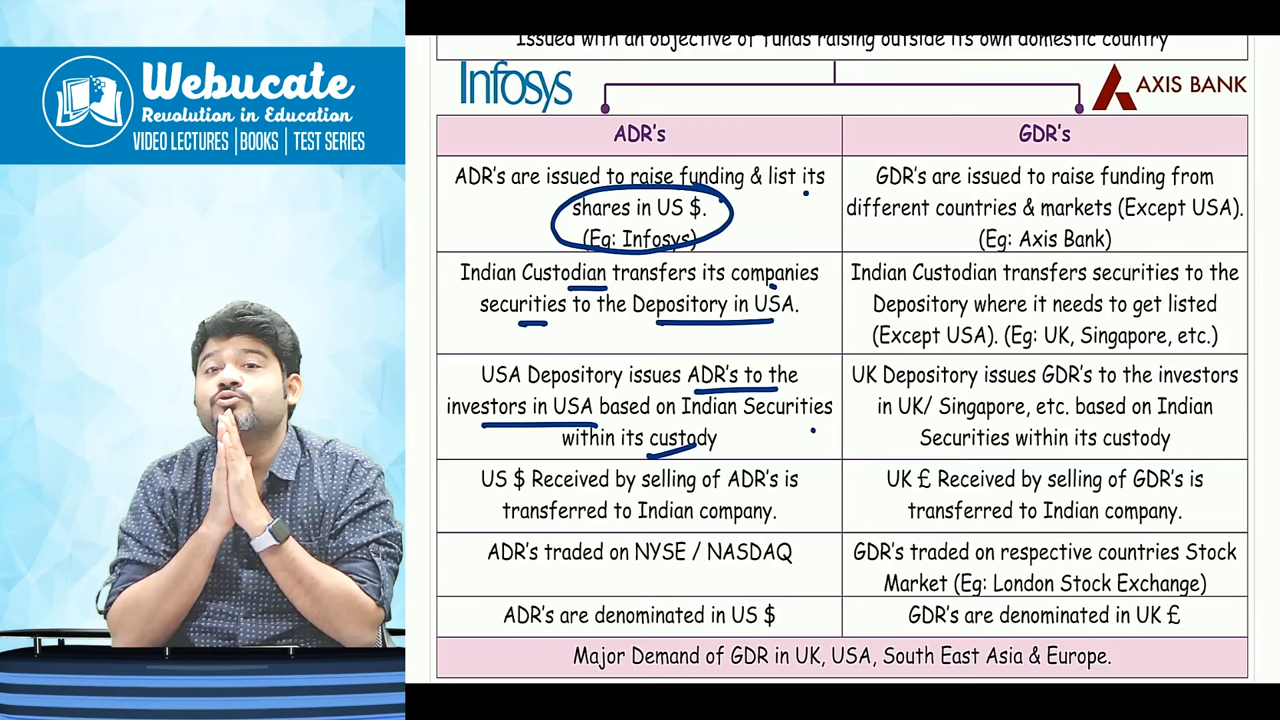 Webucate
Revolution in Education
VIDEO LECTURES | BOOKS | TEST SERIES
Issued with an objective of funds raising outside its own domestic country
Infosys
AXIS BANK
ADR's
GDR's
ADR's are issued to raise funding & list its
shares in US $.
(Eg: Infosys)
GDR's are issued to raise funding from
different countries & markets (Except USA).
(Eg: Axis Bank)
Indian Custodian transfers its companies
securities to the Depository in USA.
Indian Custodian transfers securities to the
Depository where it needs to get listed
(Except USA). (Eg: UK, Singapore, etc.)
USA Depository issues ADR's to the
investors in USA based on Indian Securities
within its custody
UK Depository issues GDR's to the investors
in UK/ Singapore, etc. based on Indian
Securities within its custody
US $ Received by selling of ADR's is
transferred to Indian company.
UK £ Received by selling of GDR's is
transferred to Indian company.
ADR's traded on NYSE / NASDAQ
GDR's traded on respective countries Stock
Market (Eg: London Stock Exchange)
ADR's are denominated in US $
GDR's are denominated in UK £
Major Demand of GDR in UK, USA, South East Asia & Europe.